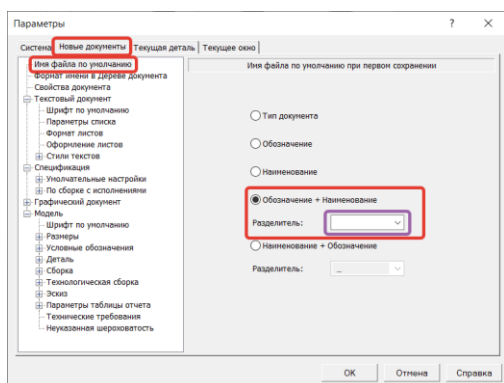 Параметры
? ×
Система Новые документы Текущая деталь Текущее окно
Имя файла по умолчанию
Формат имени в Дереве документа
Свойства документа
Текстовый документ
Шрифт по умолчанию
Параметры списка
Формат листов
Оформление листов
Стили текстов
Спецификация
Умолчательные настройки
По сборке с исполнениями
Графический документ
Модель
Шрифт по умолчанию
Размеры
Условные обозначения
Деталь
Сборка
Технологическая сборка
Эскиз
Параметры таблицы отчета
Технические требования
Неуказанная шероховатость
Имя файла по умолчанию при первом сохранении
Тип документа
Обозначение
Наименование
Обозначение + Наименование
Разделитель:
Наименование + Обозначение
Разделитель: _
OK Отмена Справка